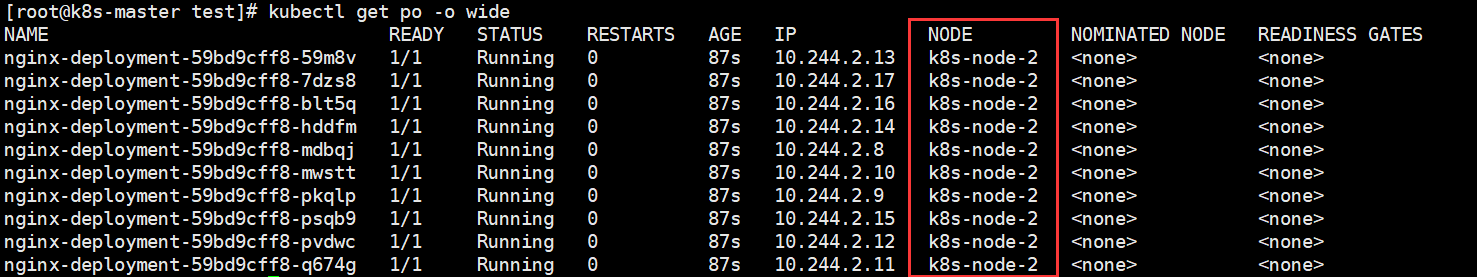 [root@k8s-master test]# kubectl get po -o wide
NAME READY STATUS RESTARTS AGE IP NODE NOMINATED NODE READINESS GATES
nginx-deployment-59bd9cff8-59m8v 1/1 Running 0 87s 10.244.2.13 k8s-node-2 <none> <none>
nginx-deployment-59bd9cff8-7dzs8 1/1 Running 0 87s 10.244.2.17 k8s-node-2 <none> <none>
nginx-deployment-59bd9cff8-blt5q 1/1 Running 0 87s 10.244.2.16 k8s-node-2 <none> <none>
nginx-deployment-59bd9cff8-hddfm 1/1 Running 0 87s 10.244.2.14 k8s-node-2 <none> <none>
nginx-deployment-59bd9cff8-mdbqj 1/1 Running 0 87s 10.244.2.8 k8s-node-2 <none> <none>
nginx-deployment-59bd9cff8-mwstt 1/1 Running 0 87s 10.244.2.10 k8s-node-2 <none> <none>
nginx-deployment-59bd9cff8-pkqlp 1/1 Running 0 87s 10.244.2.9 k8s-node-2 <none> <none>
nginx-deployment-59bd9cff8-psqb9 1/1 Running 0 87s 10.244.2.15 k8s-node-2 <none> <none>
nginx-deployment-59bd9cff8-pvdwc 1/1 Running 0 87s 10.244.2.12 k8s-node-2 <none> <none>
nginx-deployment-59bd9cff8-q674g 1/1 Running 0 87s 10.244.2.11 k8s-node-2 <none> <none>